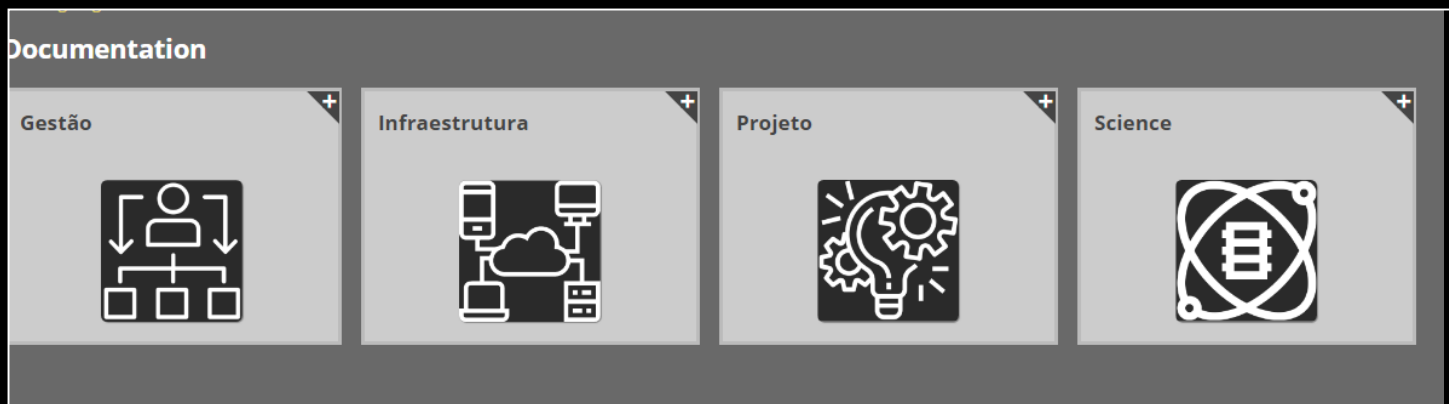 Documentation
Gestão
Infraestrutura
Projeto
Science